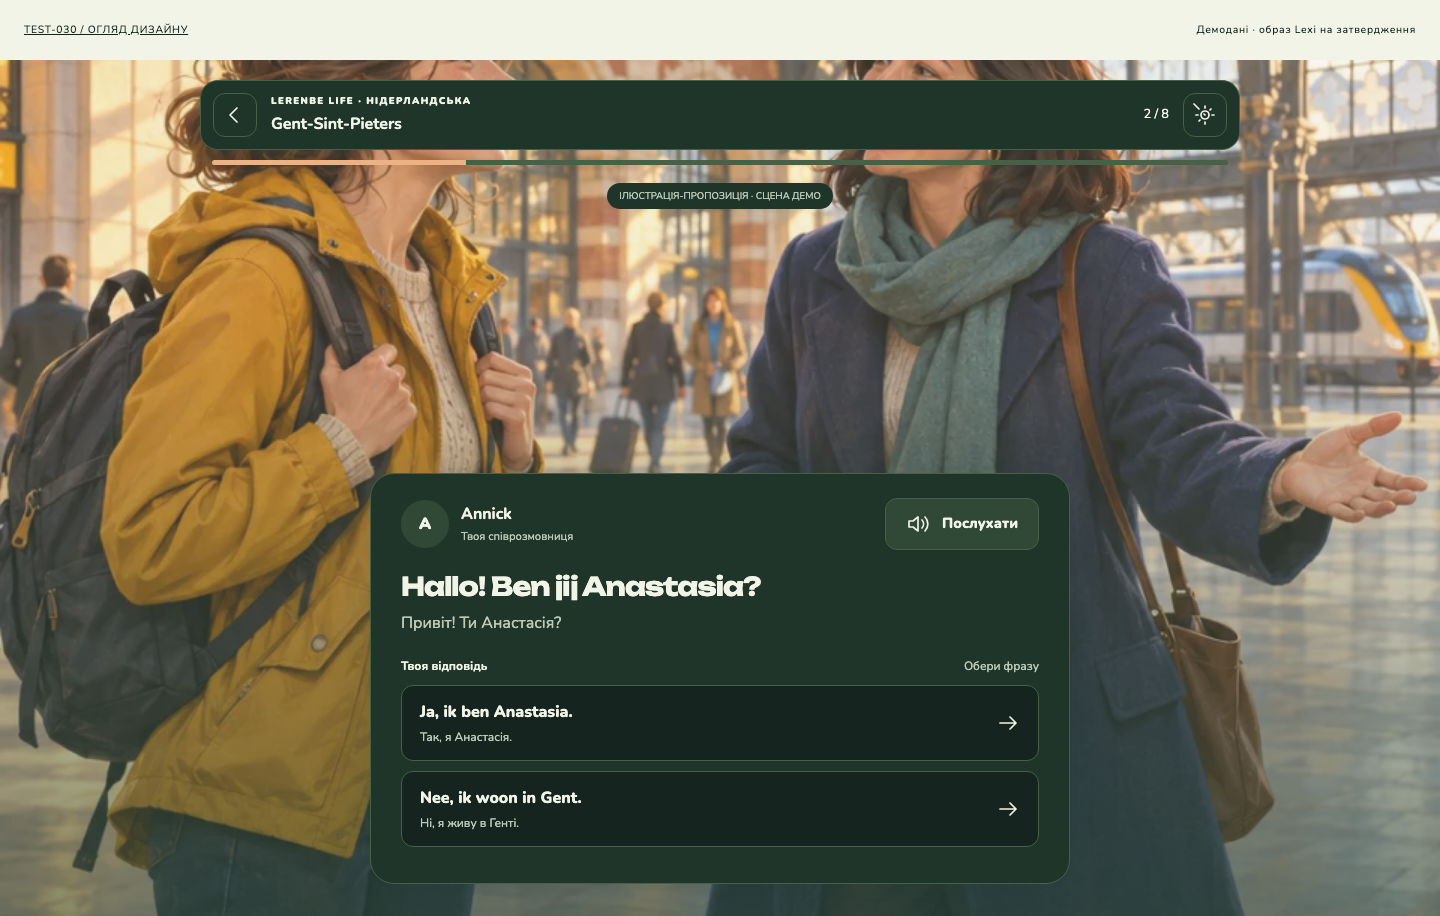 TEST-030 / ОГЛЯД ДИЗАЙНУ
Демодані · образ Lexi на затвердження
LERENBE LIFE · НІДЕРЛАНДСЬКА
Gent-Sint-Pieters
2 / 8
ІЛЮСТРАЦІЯ-ПРОПОЗИЦІЯ · СЦЕНА ДЕМО
A
Annick
Твоя співрозмовниця
Послухати
Hallo! Ben jij Anastasia?
Привіт! Ти Анастасія?
Твоя відповідь
Обери фразу
Ja, ik ben Anastasia.
Так, я Анастасія.
Nee, ik woon in Gent.
Ні, я живу в Генті.